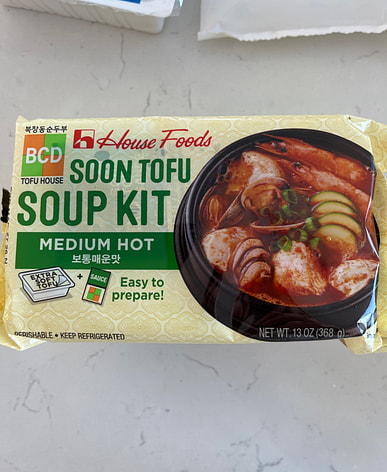 북창동순두부
BCD
TOFU HOUSE
House Foods
SOON TOFU
SOUP KIT
MEDIUM HOT
보통매운맛
EXTRA
SOFT
TOFU
+
SAUCE
Easy to
prepare!
NET WT. 13 OZ (368 g)
PERISHABLE • KEEP REFRIGERATED